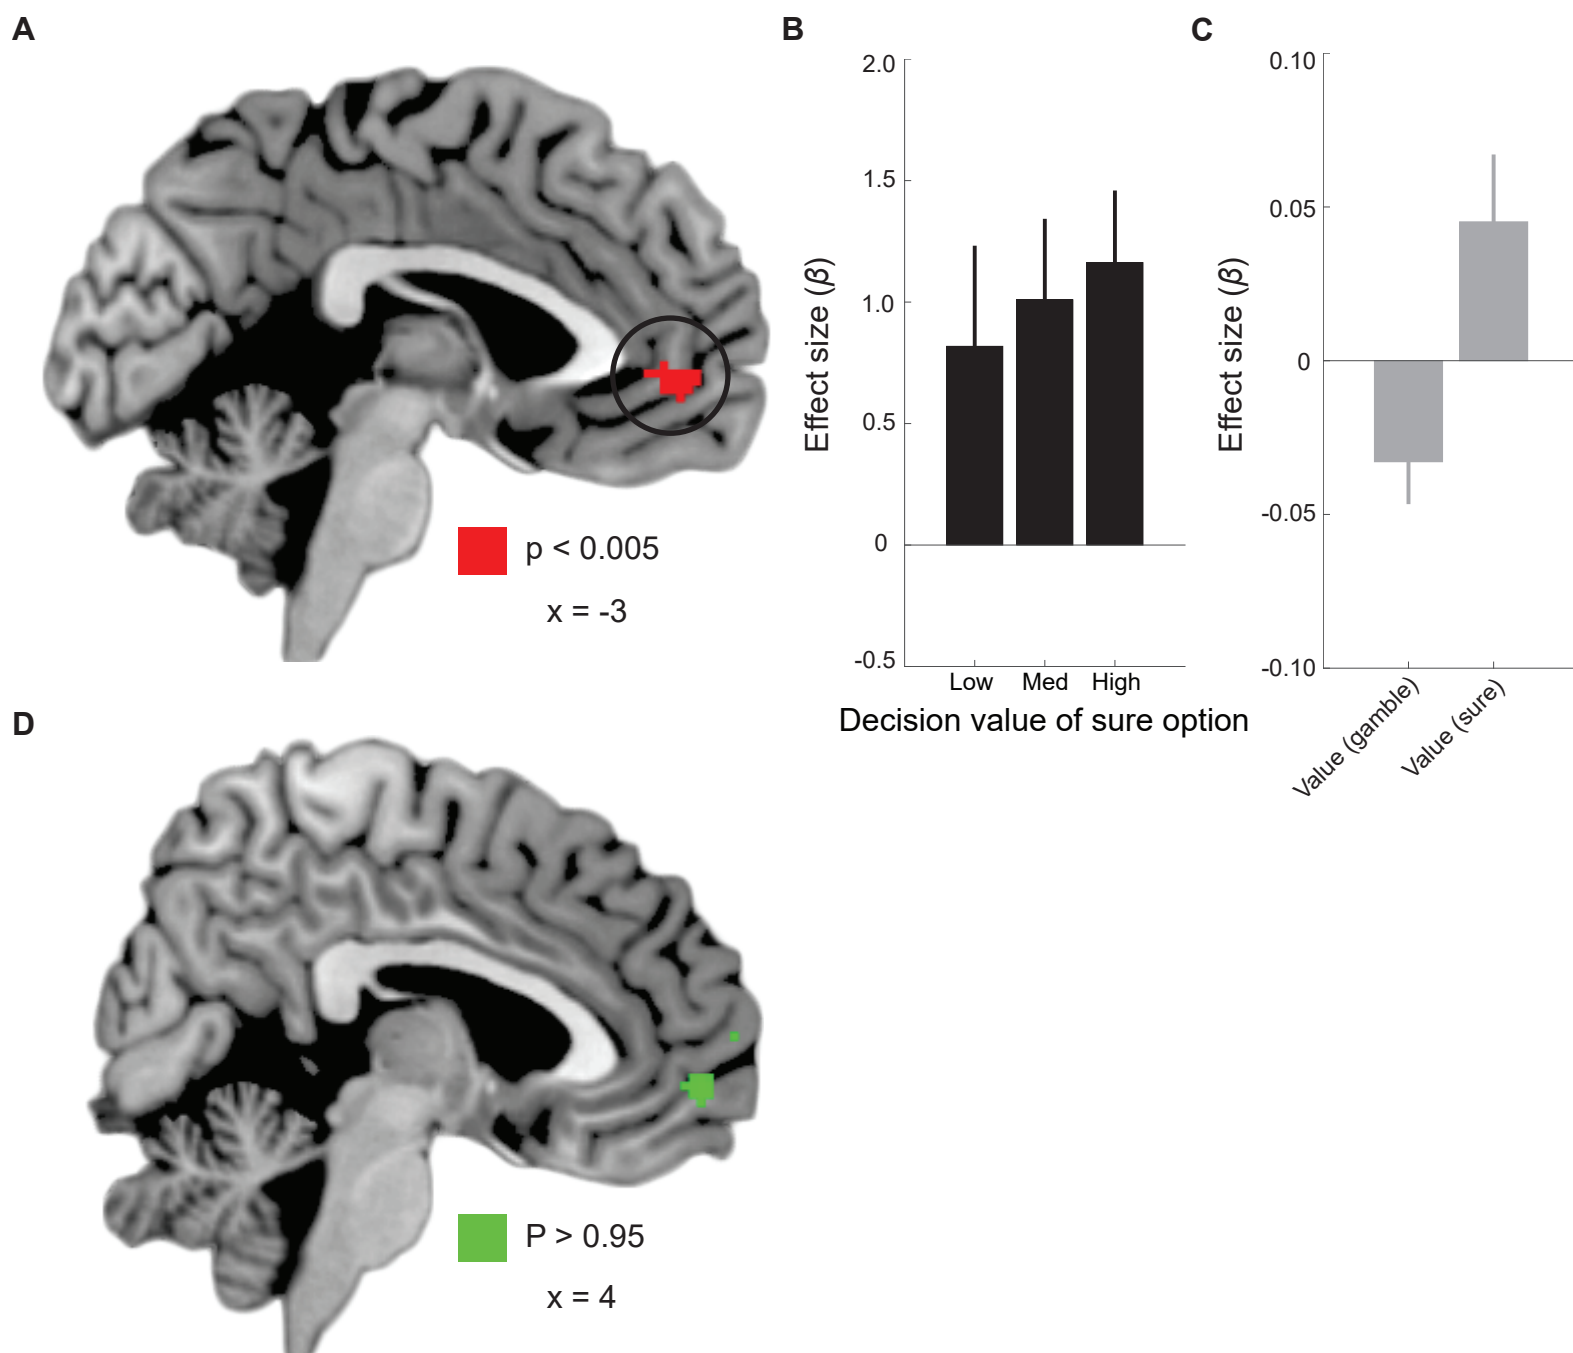 A
p < 0.005
x = -3
B
2.0
1.5
1.0
0.5
0
-0.5
Effect size (β)
Low Med High
Decision value of sure option
C
0.10
0.05
0
-0.05
-0.10
Effect size (β)
Value (gamble)
Value (sure)
D
P > 0.95
x = 4